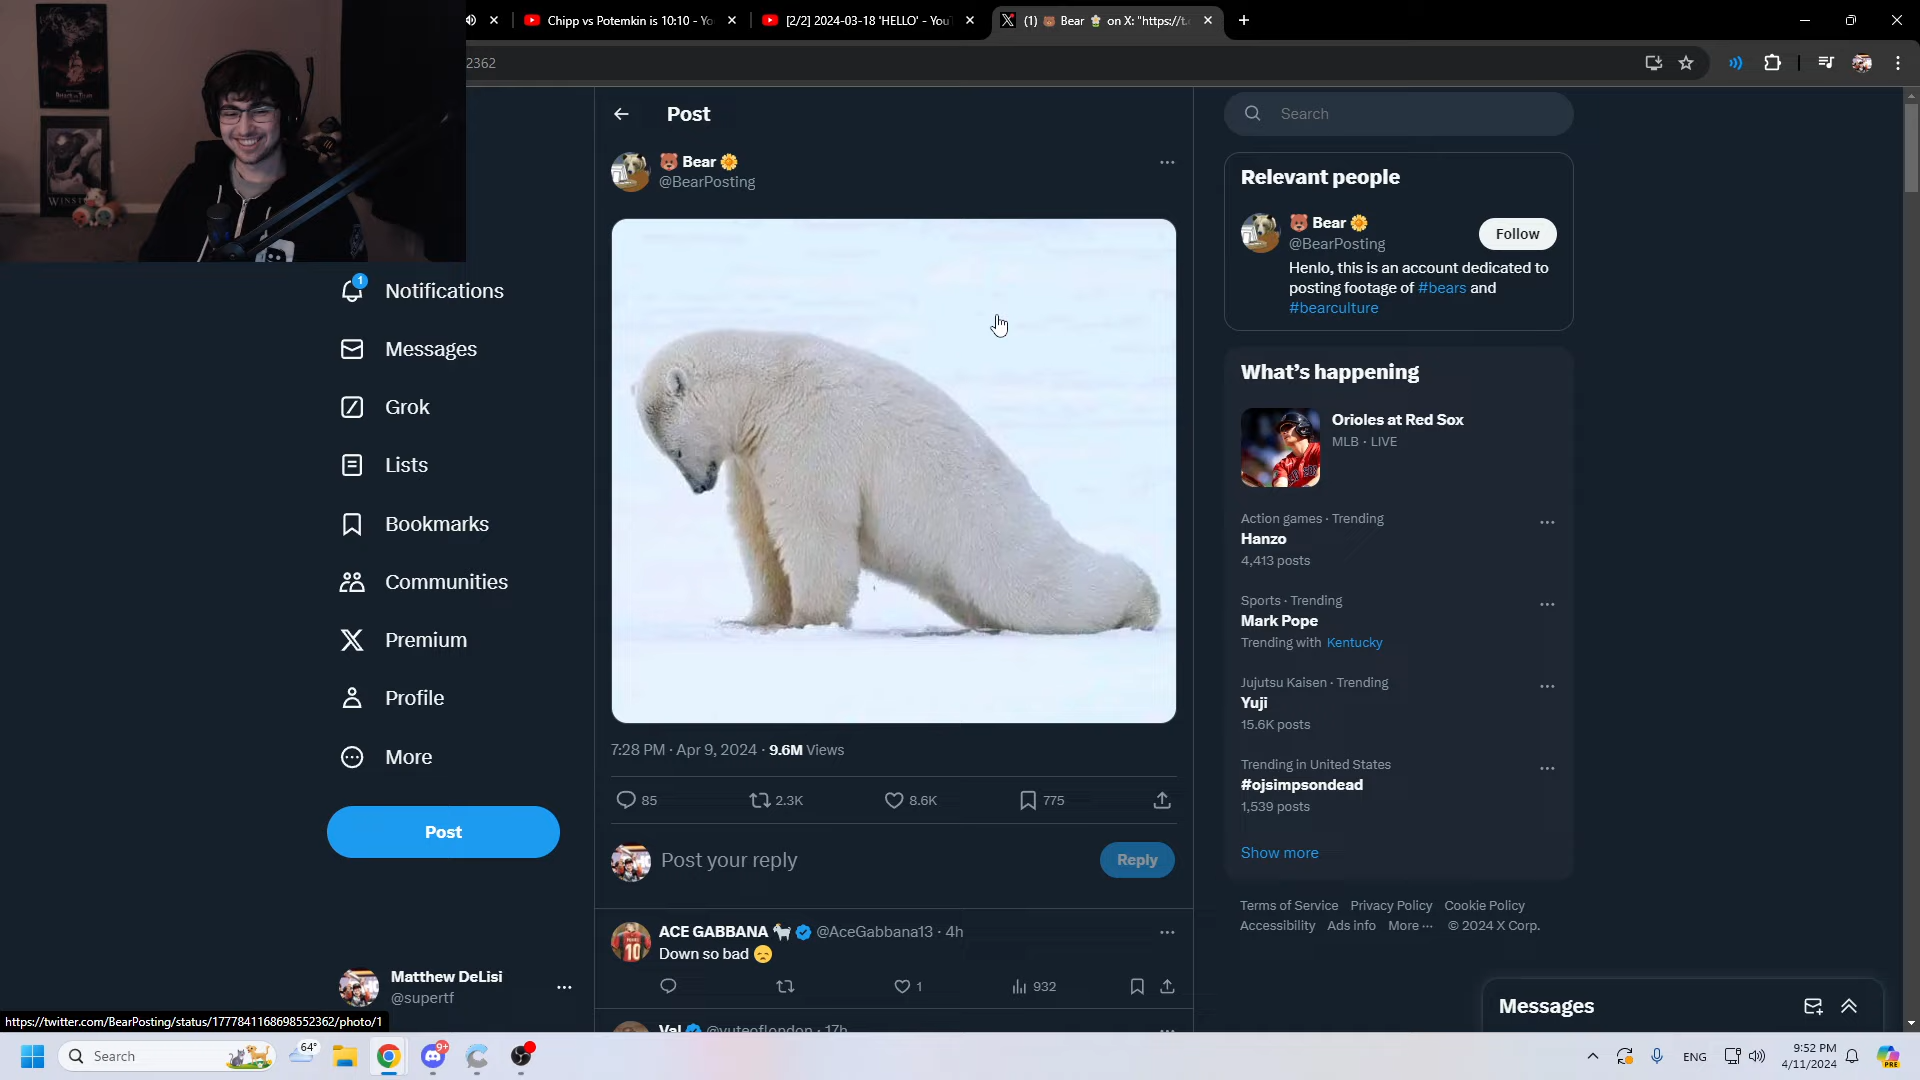 Chipp vs Potemkin is 10:10 - Yo
[2/2] 2024-03-18 'HELLO' - YouT
(1) 🐻 Bear 🌼 on X: "https://t.
2362
Post
🐻 Bear 🌼
@BearPosting
7:28 PM · Apr 9, 2024 · 9.6M Views
85
2.3K
8.6K
775
Post your reply
Reply
ACE GABBANA 🐐 @AceGabbana13 · 4h
Down so bad 😞
1
932
Val @yuteoflondon · 17h
1
Notifications
Messages
Grok
Lists
Bookmarks
Communities
Premium
Profile
More
Post
Matthew DeLisi
@supertf
https://twitter.com/BearPosting/status/1777841168698552362/photo/1
Search
Relevant people
🐻 Bear 🌼
@BearPosting
Follow
Henlo, this is an account dedicated to
posting footage of #bears and
#bearculture
What's happening
Orioles at Red Sox
MLB · LIVE
Action games · Trending
Hanzo
4,413 posts
Sports · Trending
Mark Pope
Trending with Kentucky
Jujutsu Kaisen · Trending
Yuji
15.6K posts
Trending in United States
#ojsimpsondead
1,539 posts
Show more
Terms of Service Privacy Policy Cookie Policy
Accessibility Ads info More ··· © 2024 X Corp.
Messages
Search
64°
9+
ENG
9:52 PM
4/11/2024
PRE